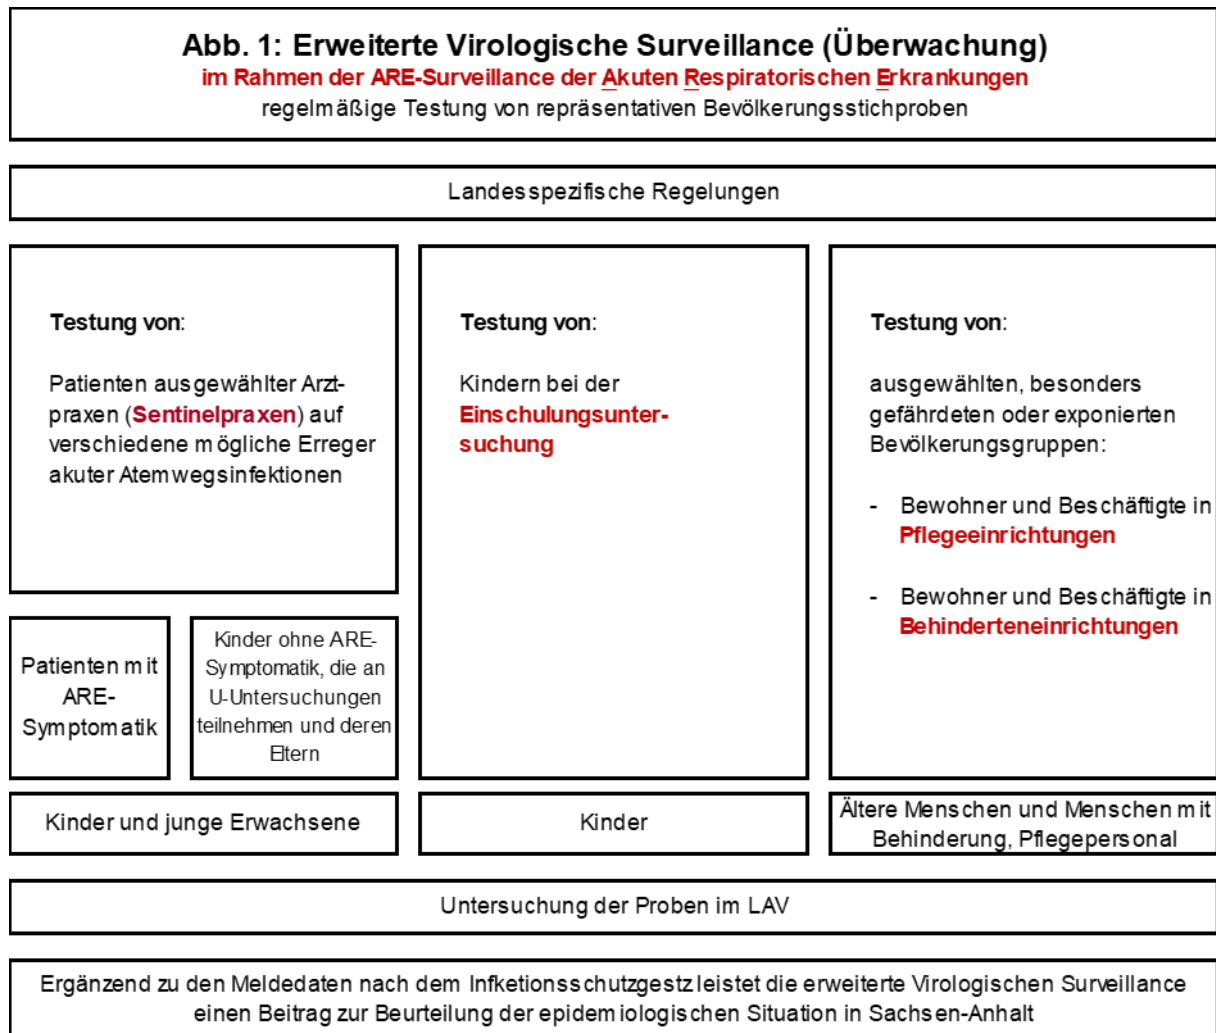 Abb. 1: Erweiterte Virologische Surveillance (Überwachung)
im Rahmen der ARE-Surveillance der Akuten Respiratorischen Erkrankungen
regelmäßige Testung von repräsentativen Bevölkerungsstichproben
Landesspezifische Regelungen
Testung von:
Patienten ausgewählter Arzt-
praxen (Sentinelpraxen) auf
verschiedene mögliche Erreger
akuter Atemwegsinfektionen
Patienten mit
ARE-
Symptomatik
Kinder ohne ARE-
Symptomatik, die an
U-Untersuchungen
teilnehmen und deren
Eltern
Kinder und junge Erwachsene
Testung von:
Kindern bei der
Einschulungsunter-
suchung
Kinder
Testung von:
ausgewählten, besonders
gefährdeten oder exponierten
Bevölkerungsgruppen:
- Bewohner und Beschäftigte in
Pflegeeinrichtungen
- Bewohner und Beschäftigte in
Behinderteneinrichtungen
Ältere Menschen und Menschen mit
Behinderung, Pflegepersonal
Untersuchung der Proben im LAV
Ergänzend zu den Meldedaten nach dem Infketionsschutzgestz leistet die erweiterte Virologischen Surveillance
einen Beitrag zur Beurteilung der epidemiologischen Situation in Sachsen-Anhalt